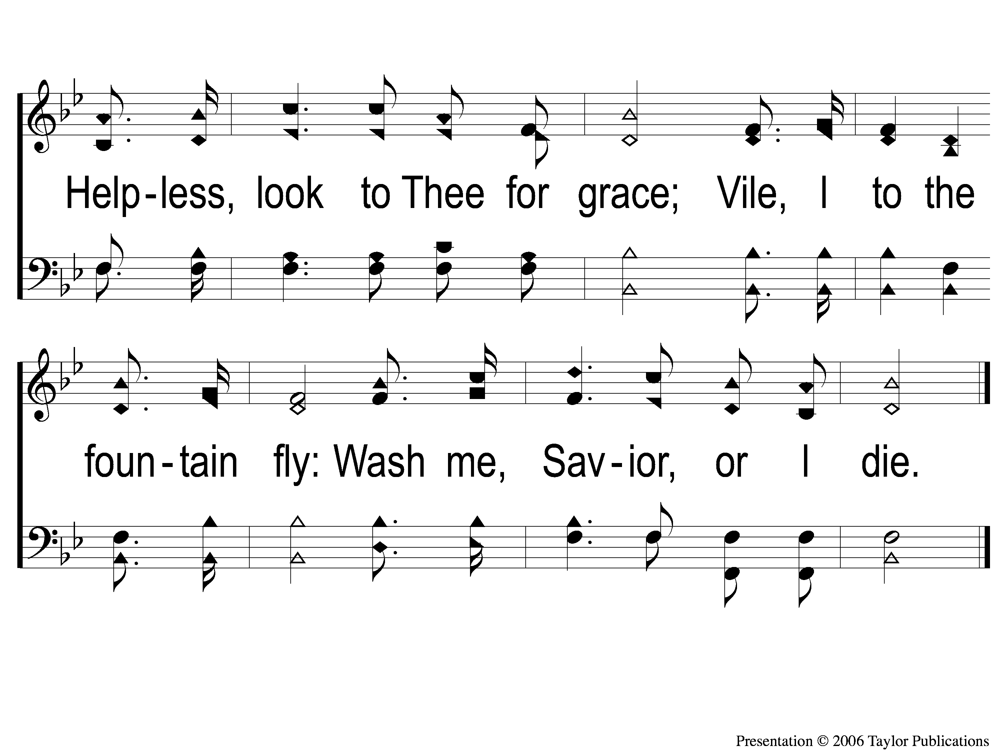 Help-less, look to Thee for grace; Vile, I to the
foun-tain fly: Wash me, Sav-ior, or I die.
Presentation © 2006 Taylor Publications